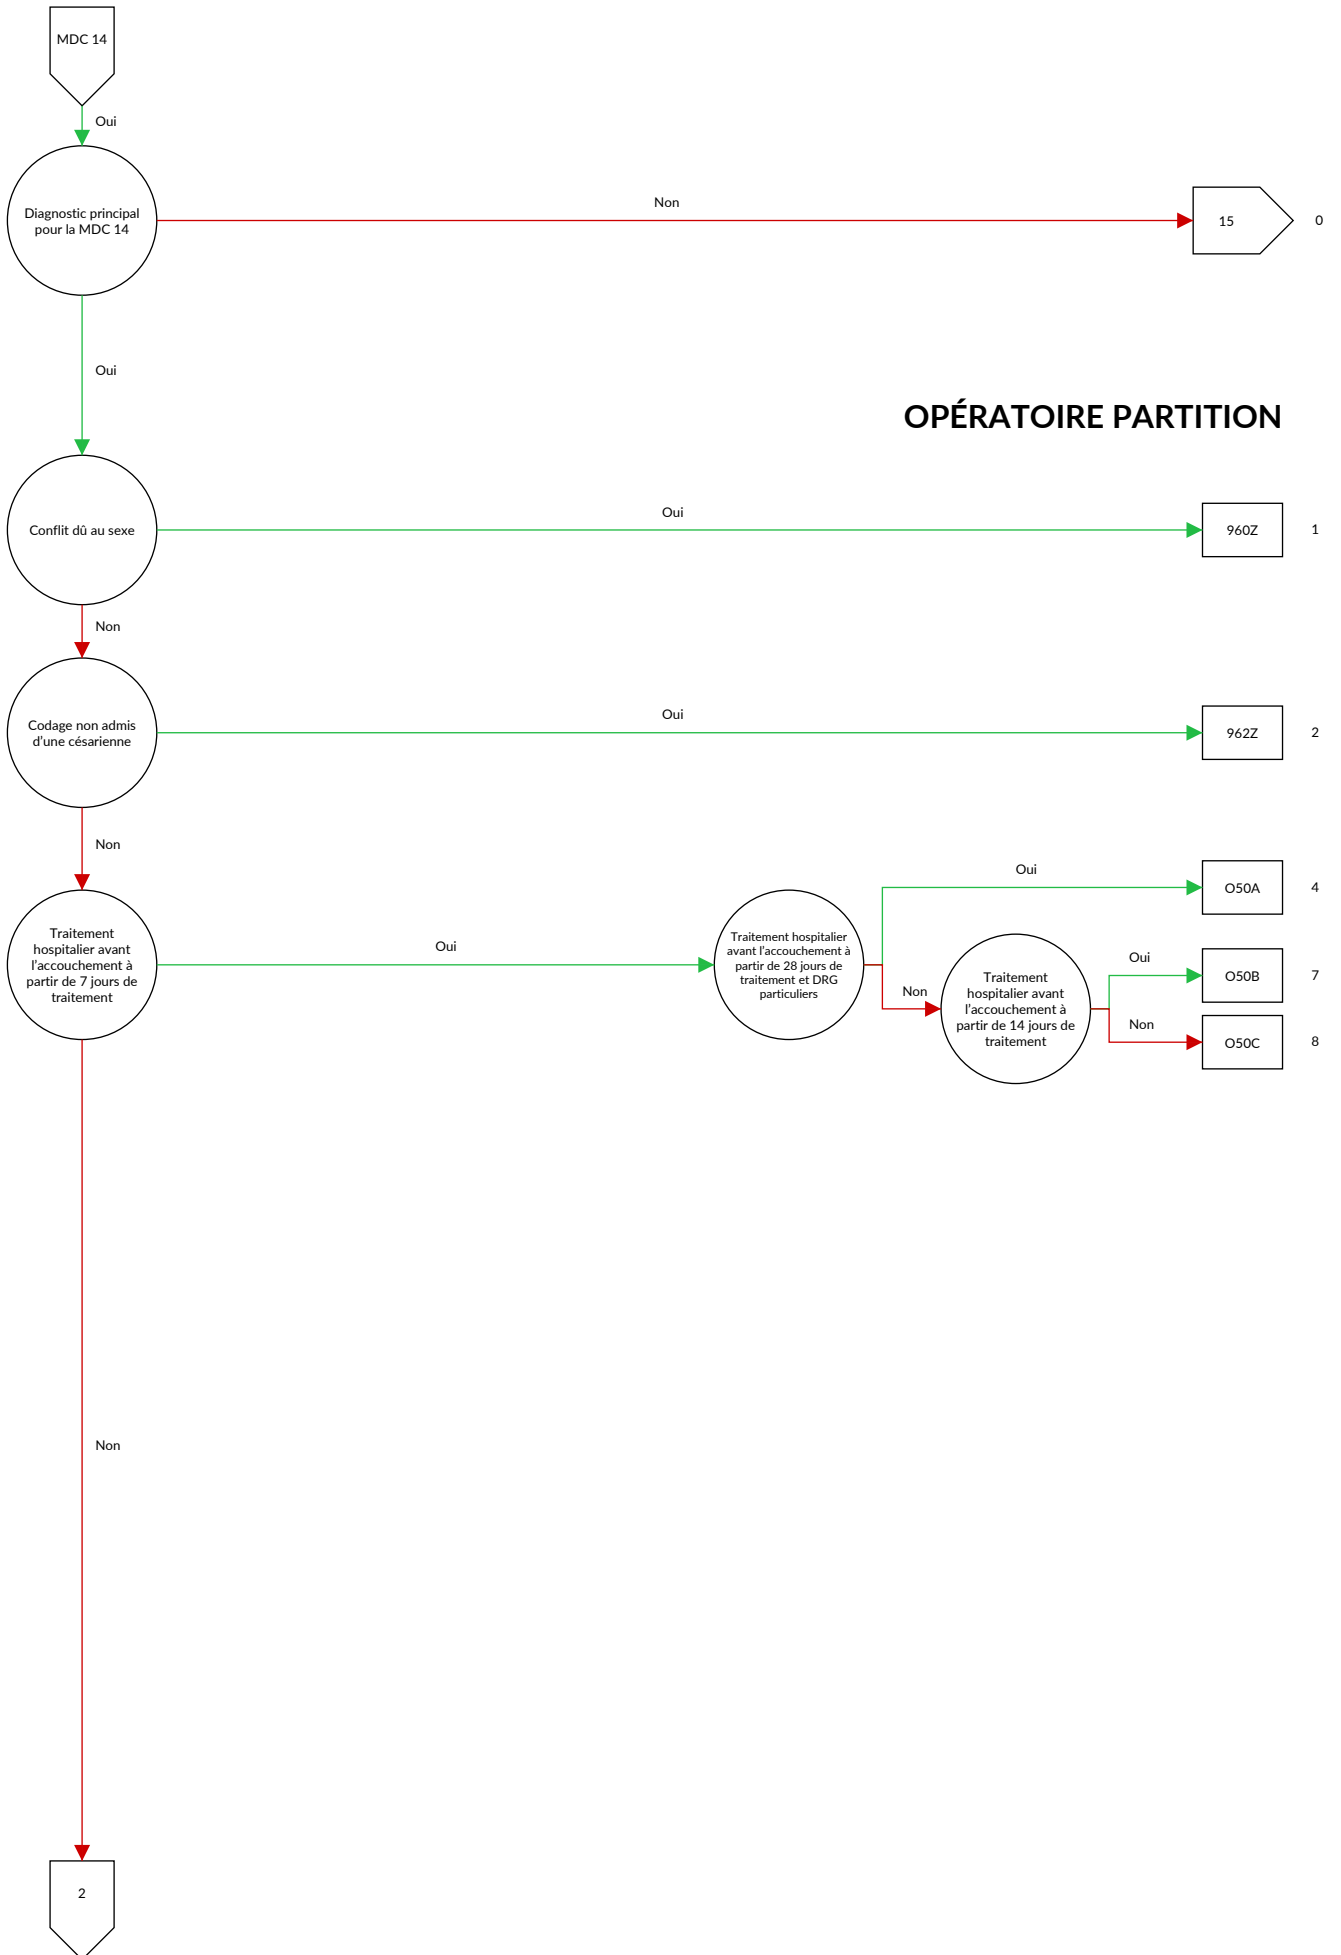 MDC 14
Oui
Diagnostic principal
pour la MDC 14
Non
15
0
Oui
OPÉRATOIRE PARTITION
Conflit dû au sexe
Oui
960Z
1
Non
Codage non admis
d'une césarienne
Oui
962Z
2
Non
Traitement
hospitalier avant
l'accouchement à
partir de 7 jours de
traitement
Oui
Traitement hospitalier
avant l'accouchement à
partir de 28 jours de
traitement et DRG
particuliers
Oui
O50A
4
Non
Traitement
hospitalier avant
l'accouchement à
partir de 14 jours de
traitement
Oui
O50B
7
Non
O50C
8
Non
2